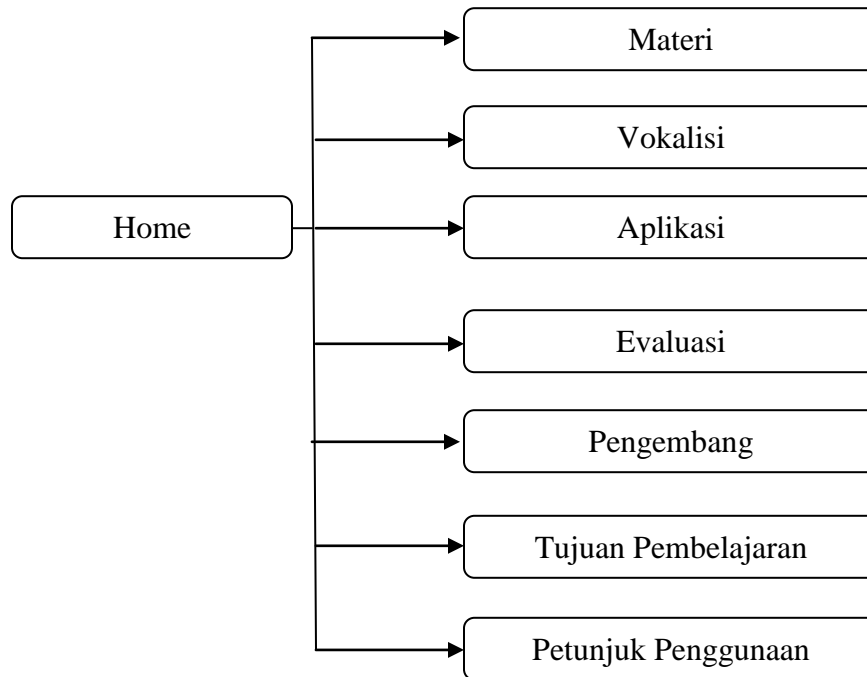 Materi
Vokalisi
Home
Aplikasi
Evaluasi
Pengembang
Tujuan Pembelajaran
Petunjuk Penggunaan